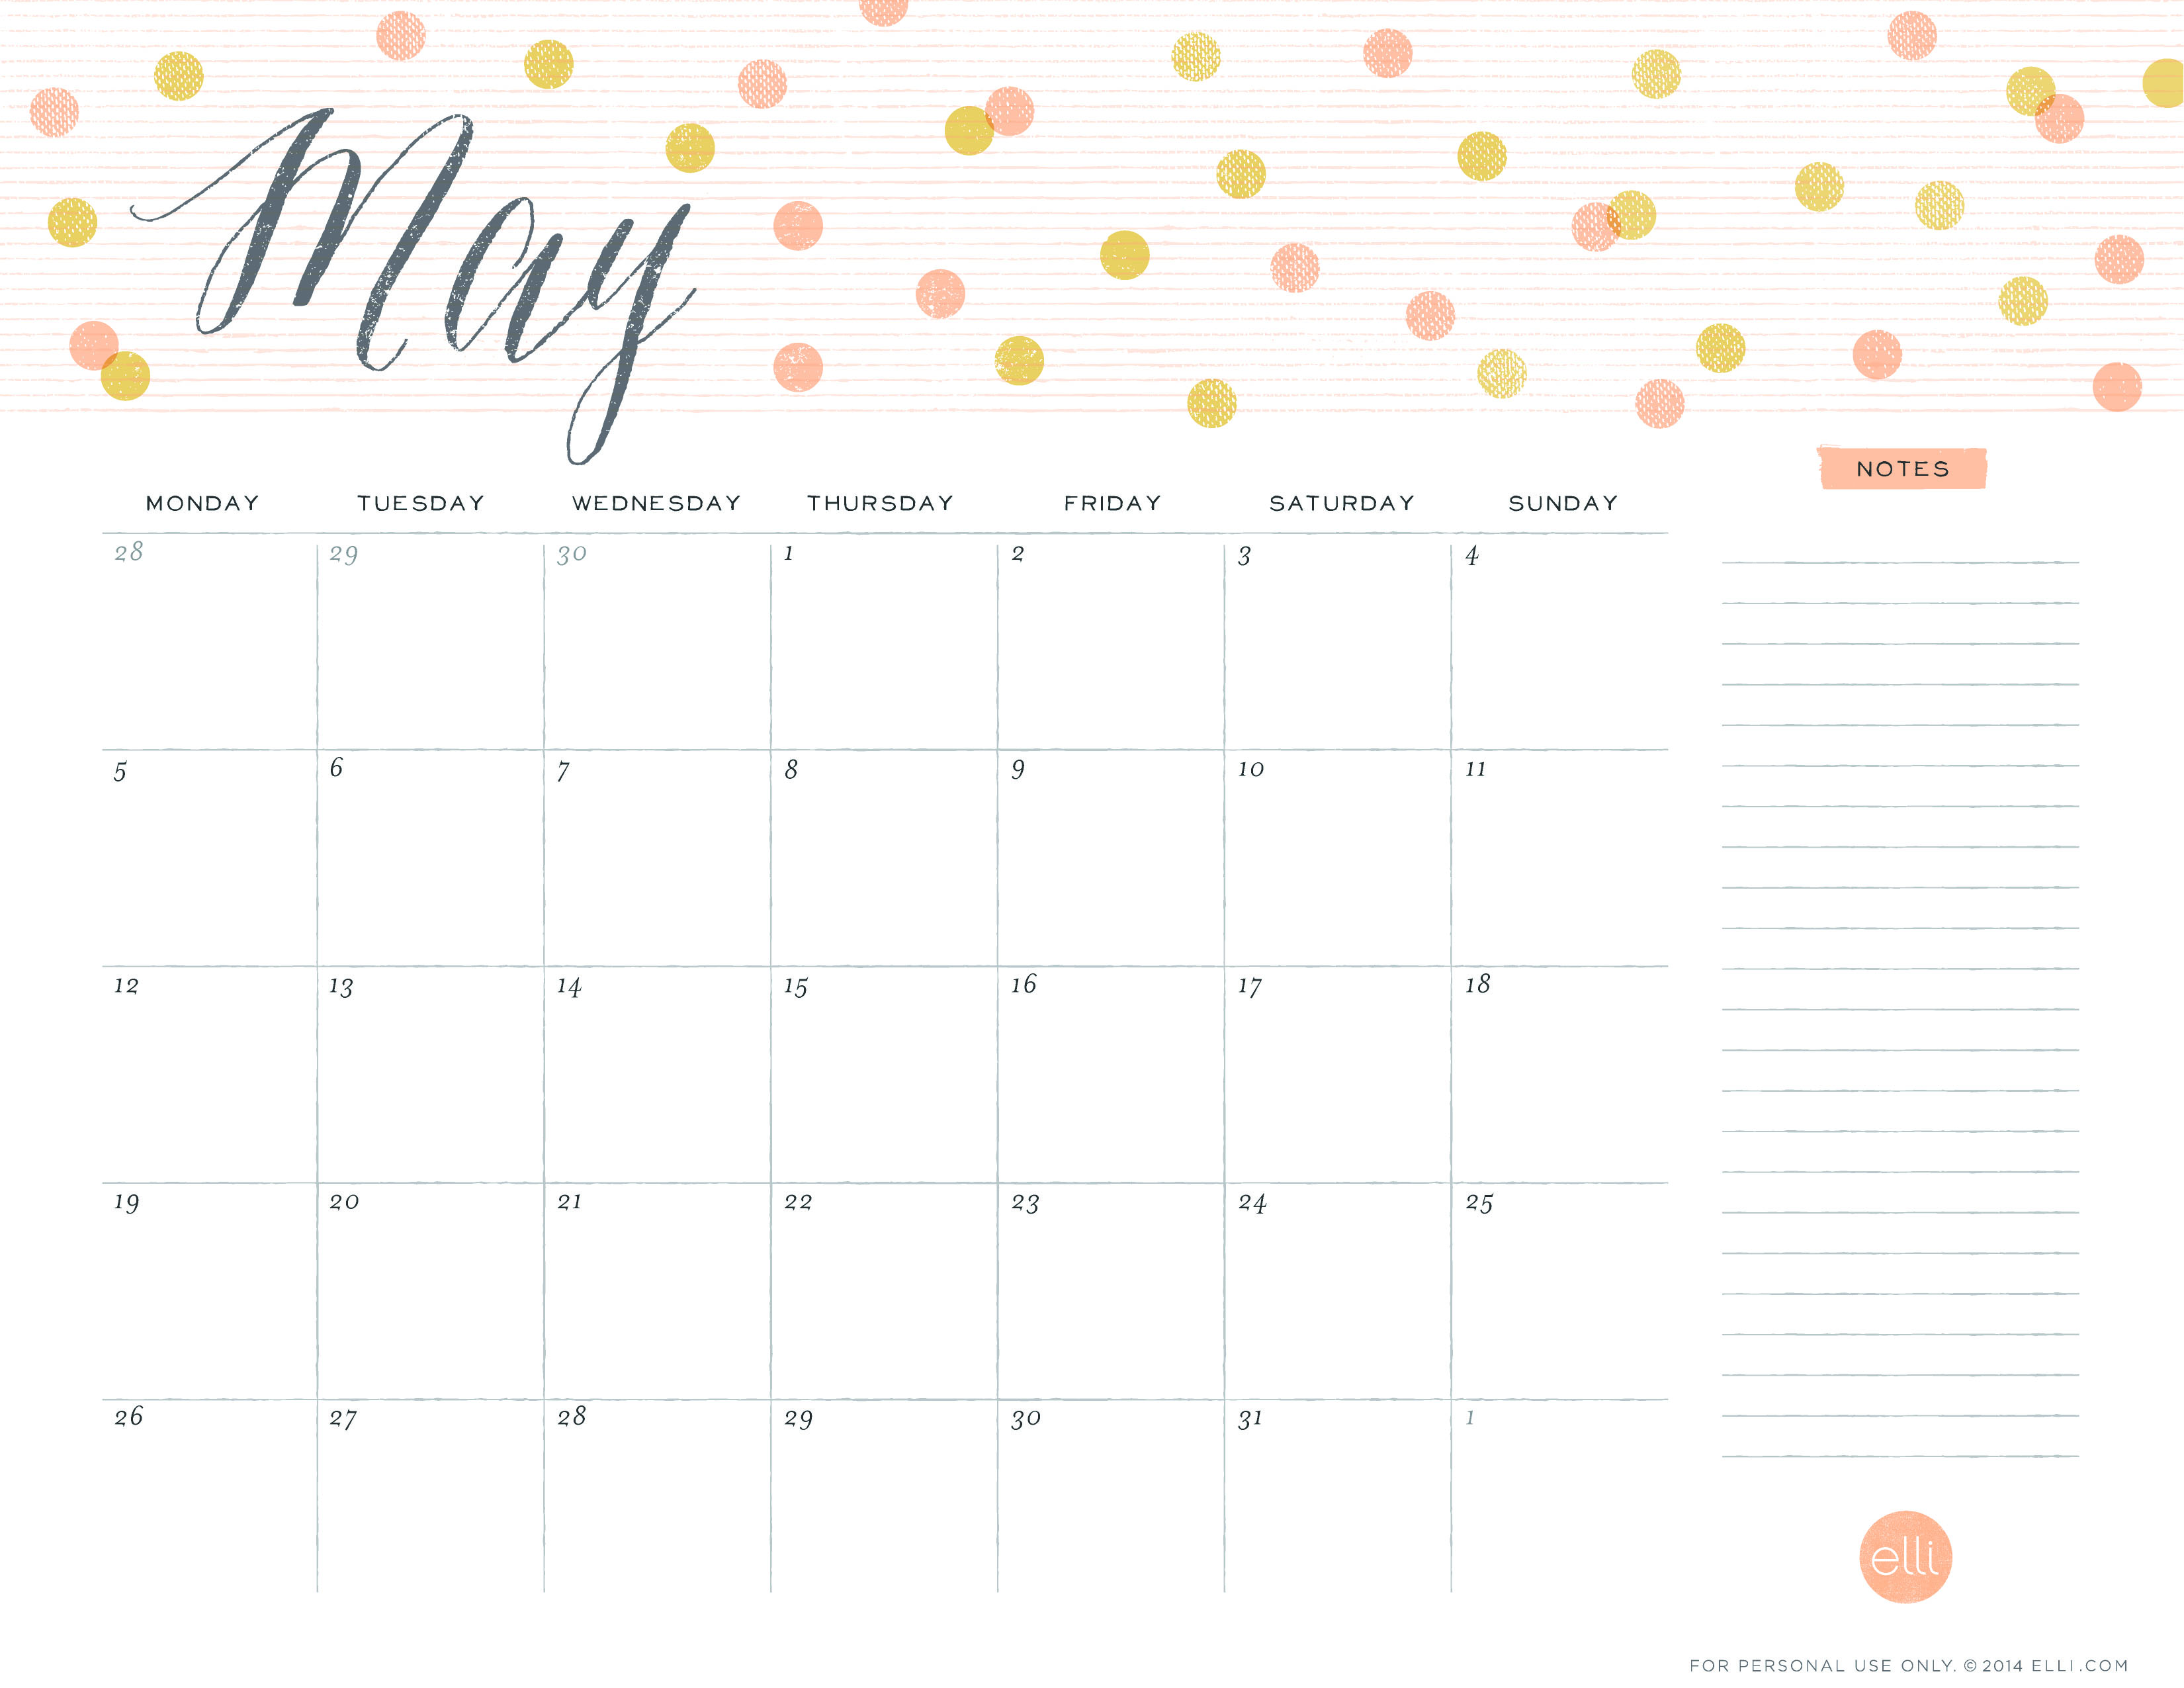 May
NOTES
MONDAY TUESDAY WEDNESDAY THURSDAY FRIDAY SATURDAY SUNDAY
28 29 30 1 2 3 4
5 6 7 8 9 10 11
12 13 14 15 16 17 18
19 20 21 22 23 24 25
26 27 28 29 30 31 1
elli
FOR PERSONAL USE ONLY. © 2014 ELLI.COM